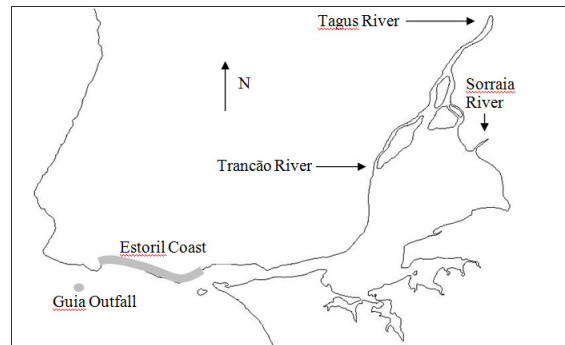 Tagus River
Sorraia
River
N
Trancão River
Estoril Coast
Guia Outfall